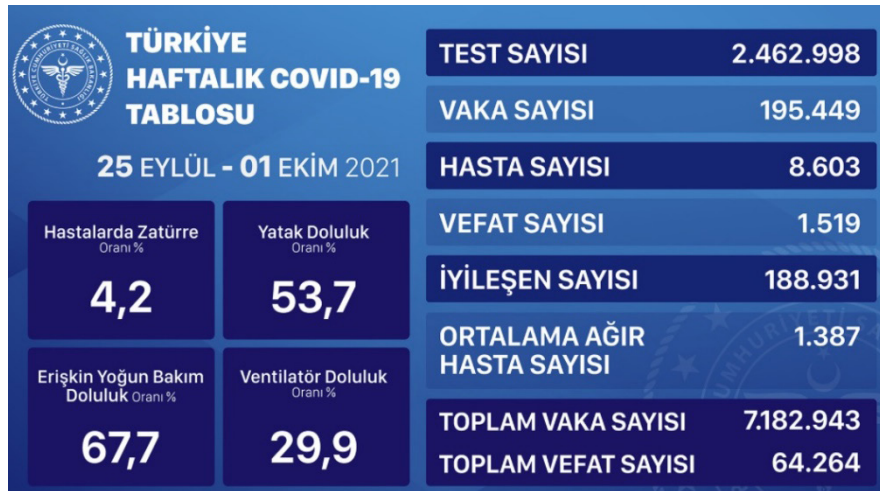 TÜRKİYE
HAFTALIK COVID-19
TABLOSU
25 EYLÜL - 01 EKİM 2021
Hastalarda Zatürre
Oranı %
4,2
Yatak Doluluk
Oranı %
53,7
Erişkin Yoğun Bakım
Doluluk Oranı %
67,7
Ventilatör Doluluk
Oranı %
29,9
TEST SAYISI 2.462.998
VAKA SAYISI 195.449
HASTA SAYISI 8.603
VEFAT SAYISI 1.519
İYİLEŞEN SAYISI 188.931
ORTALAMA AĞIR 1.387
HASTA SAYISI
TOPLAM VAKA SAYISI 7.182.943
TOPLAM VEFAT SAYISI 64.264